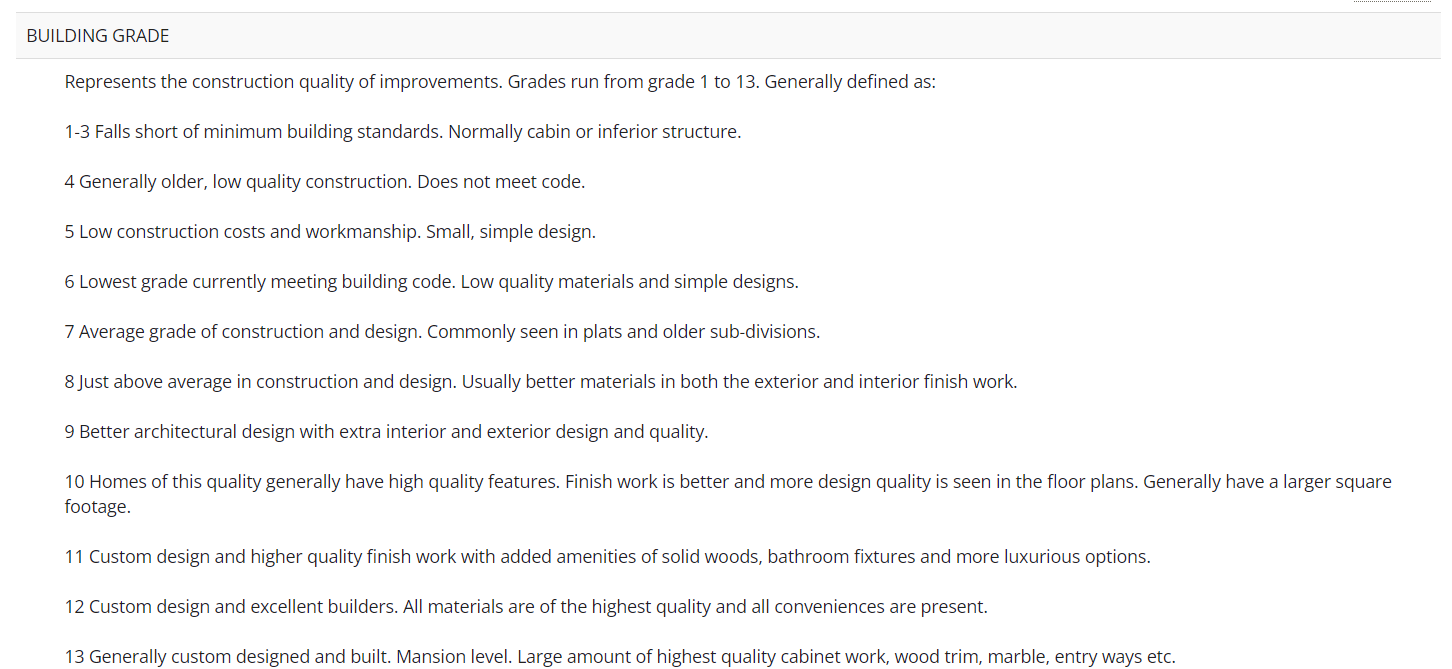 BUILDING GRADE
Represents the construction quality of improvements. Grades run from grade 1 to 13. Generally defined as:
1-3 Falls short of minimum building standards. Normally cabin or inferior structure.
4 Generally older, low quality construction. Does not meet code.
5 Low construction costs and workmanship. Small, simple design.
6 Lowest grade currently meeting building code. Low quality materials and simple designs.
7 Average grade of construction and design. Commonly seen in plats and older sub-divisions.
8 Just above average in construction and design. Usually better materials in both the exterior and interior finish work.
9 Better architectural design with extra interior and exterior design and quality.
10 Homes of this quality generally have high quality features. Finish work is better and more design quality is seen in the floor plans. Generally have a larger square
footage.
11 Custom design and higher quality finish work with added amenities of solid woods, bathroom fixtures and more luxurious options.
12 Custom design and excellent builders. All materials are of the highest quality and all conveniences are present.
13 Generally custom designed and built. Mansion level. Large amount of highest quality cabinet work, wood trim, marble, entry ways etc.